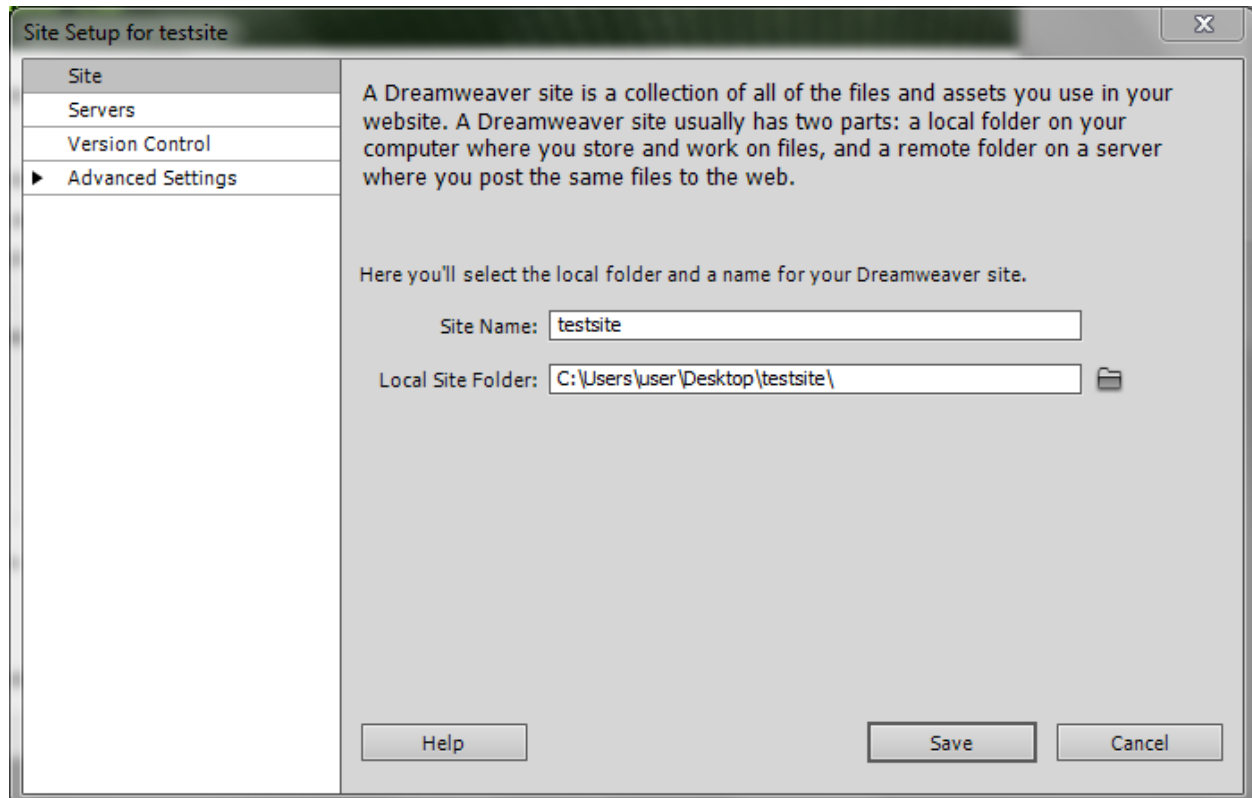 Site Setup for testsite
Site
Servers
Version Control
Advanced Settings
A Dreamweaver site is a collection of all of the files and assets you use in your
website. A Dreamweaver site usually has two parts: a local folder on your
computer where you store and work on files, and a remote folder on a server
where you post the same files to the web.
Here you'll select the local folder and a name for your Dreamweaver site.
Site Name: testsite
Local Site Folder: C:\Users\user\Desktop\testsite\
Help Save Cancel